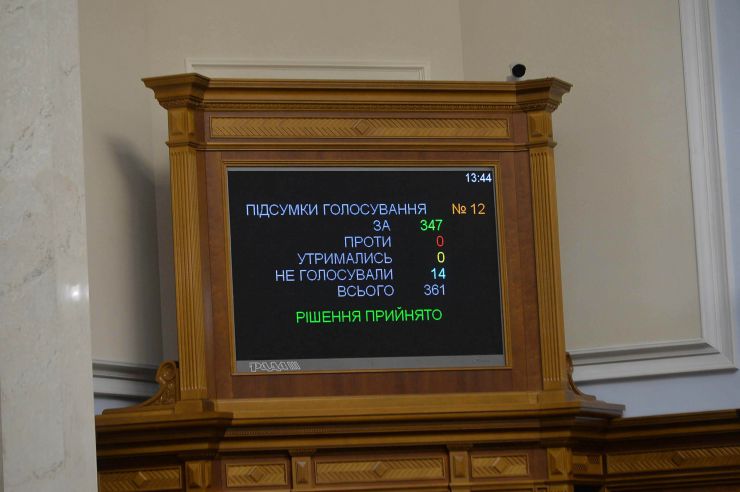 13:44
ПІДСУМКИ ГОЛОСУВАННЯ № 12
ЗА 347
ПРОТИ 0
УТРИМАЛИСЬ 0
НЕ ГОЛОСУВАЛИ 14
ВСЬОГО 361
РІШЕННЯ ПРИЙНЯТО
РАДА